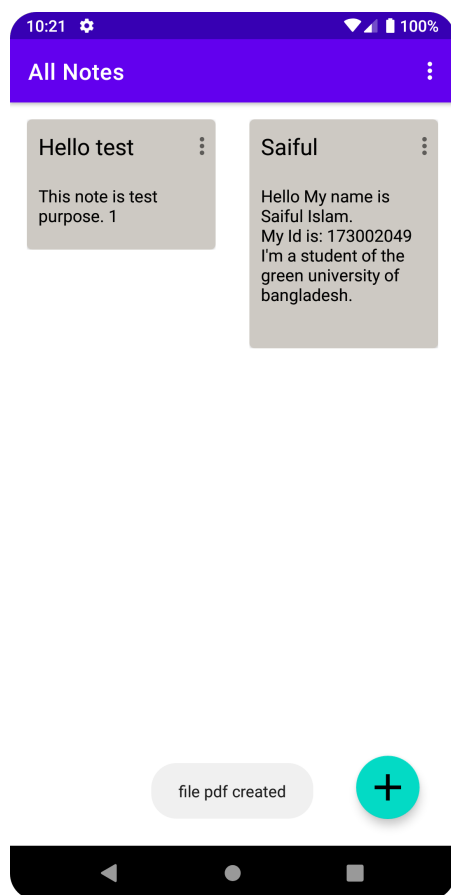 10:21
100%
All Notes
Hello test
This note is test
purpose. 1
Saiful
Hello My name is
Saiful Islam.
My Id is: 173002049
I'm a student of the
green university of
bangladesh.
file pdf created